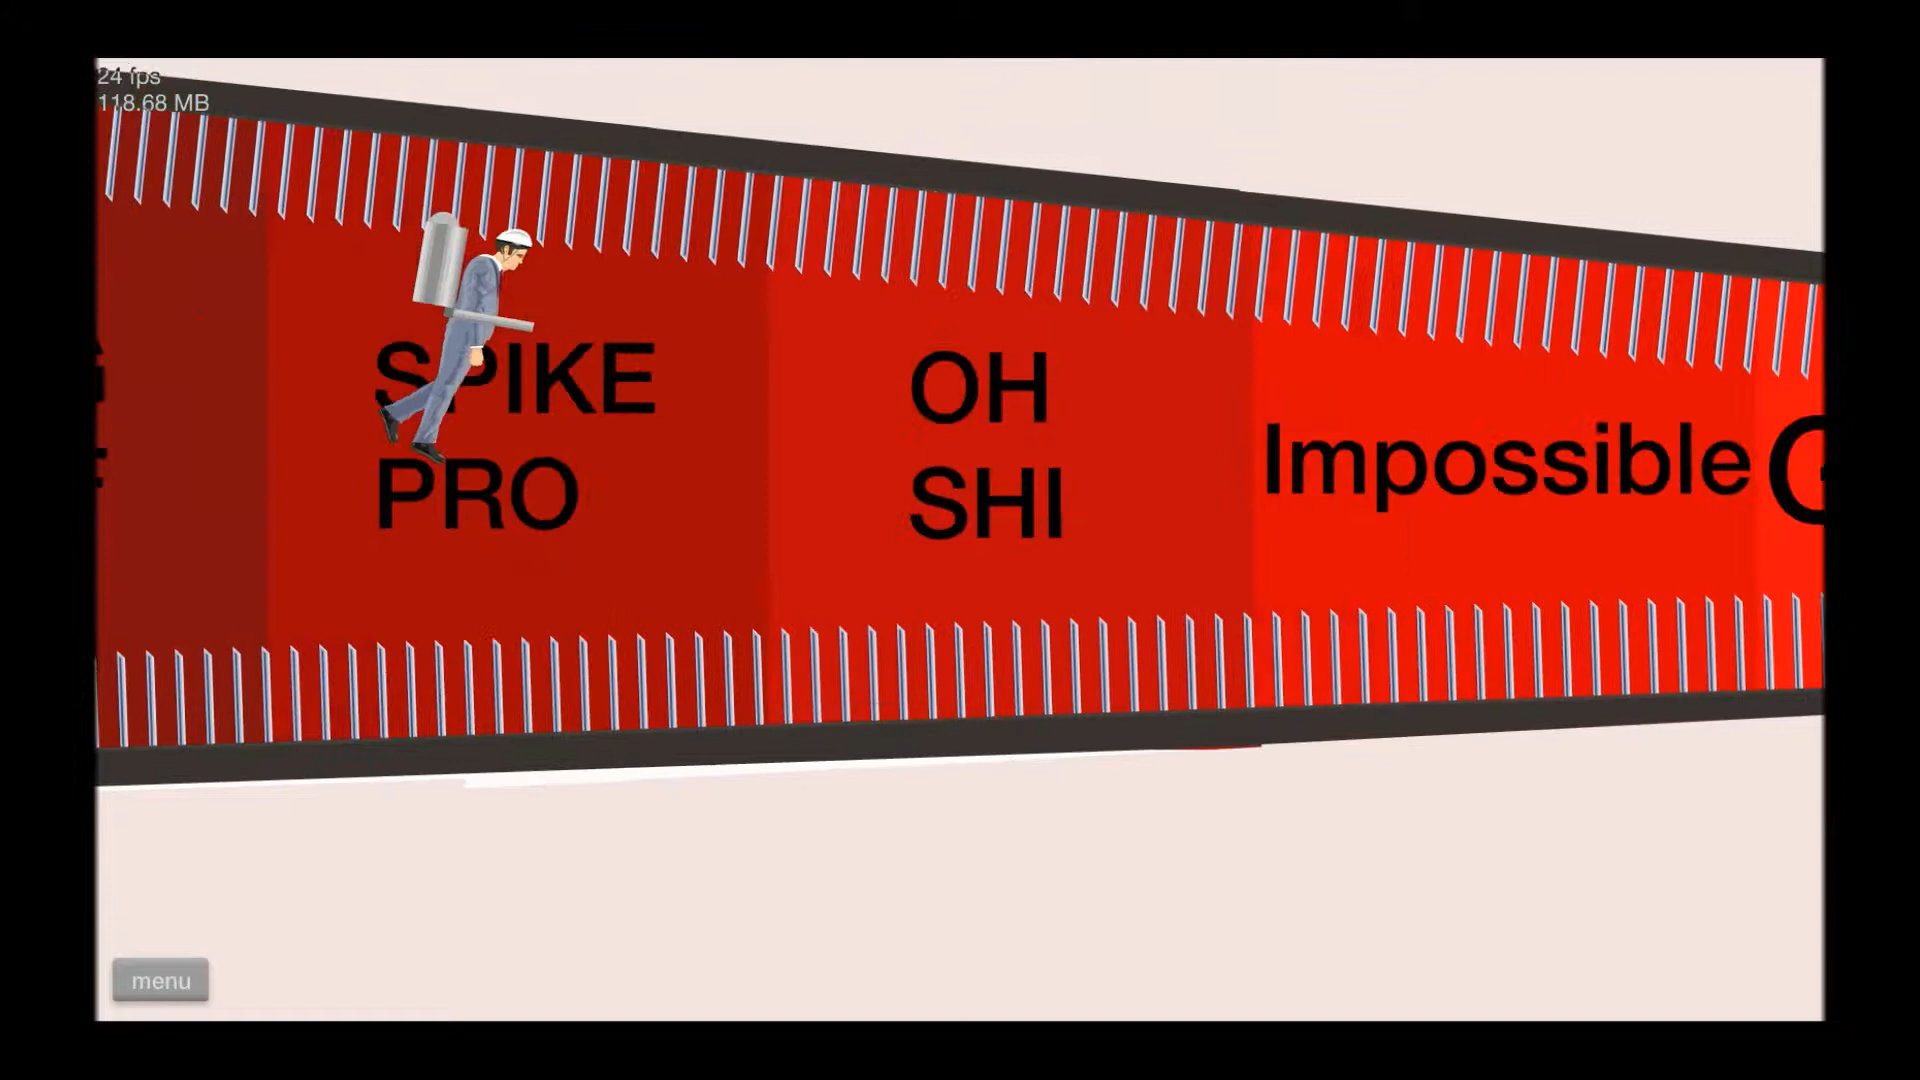 24 fps
118.68 MB
SPIKE
PRO
OH
SHI
Impossible
menu